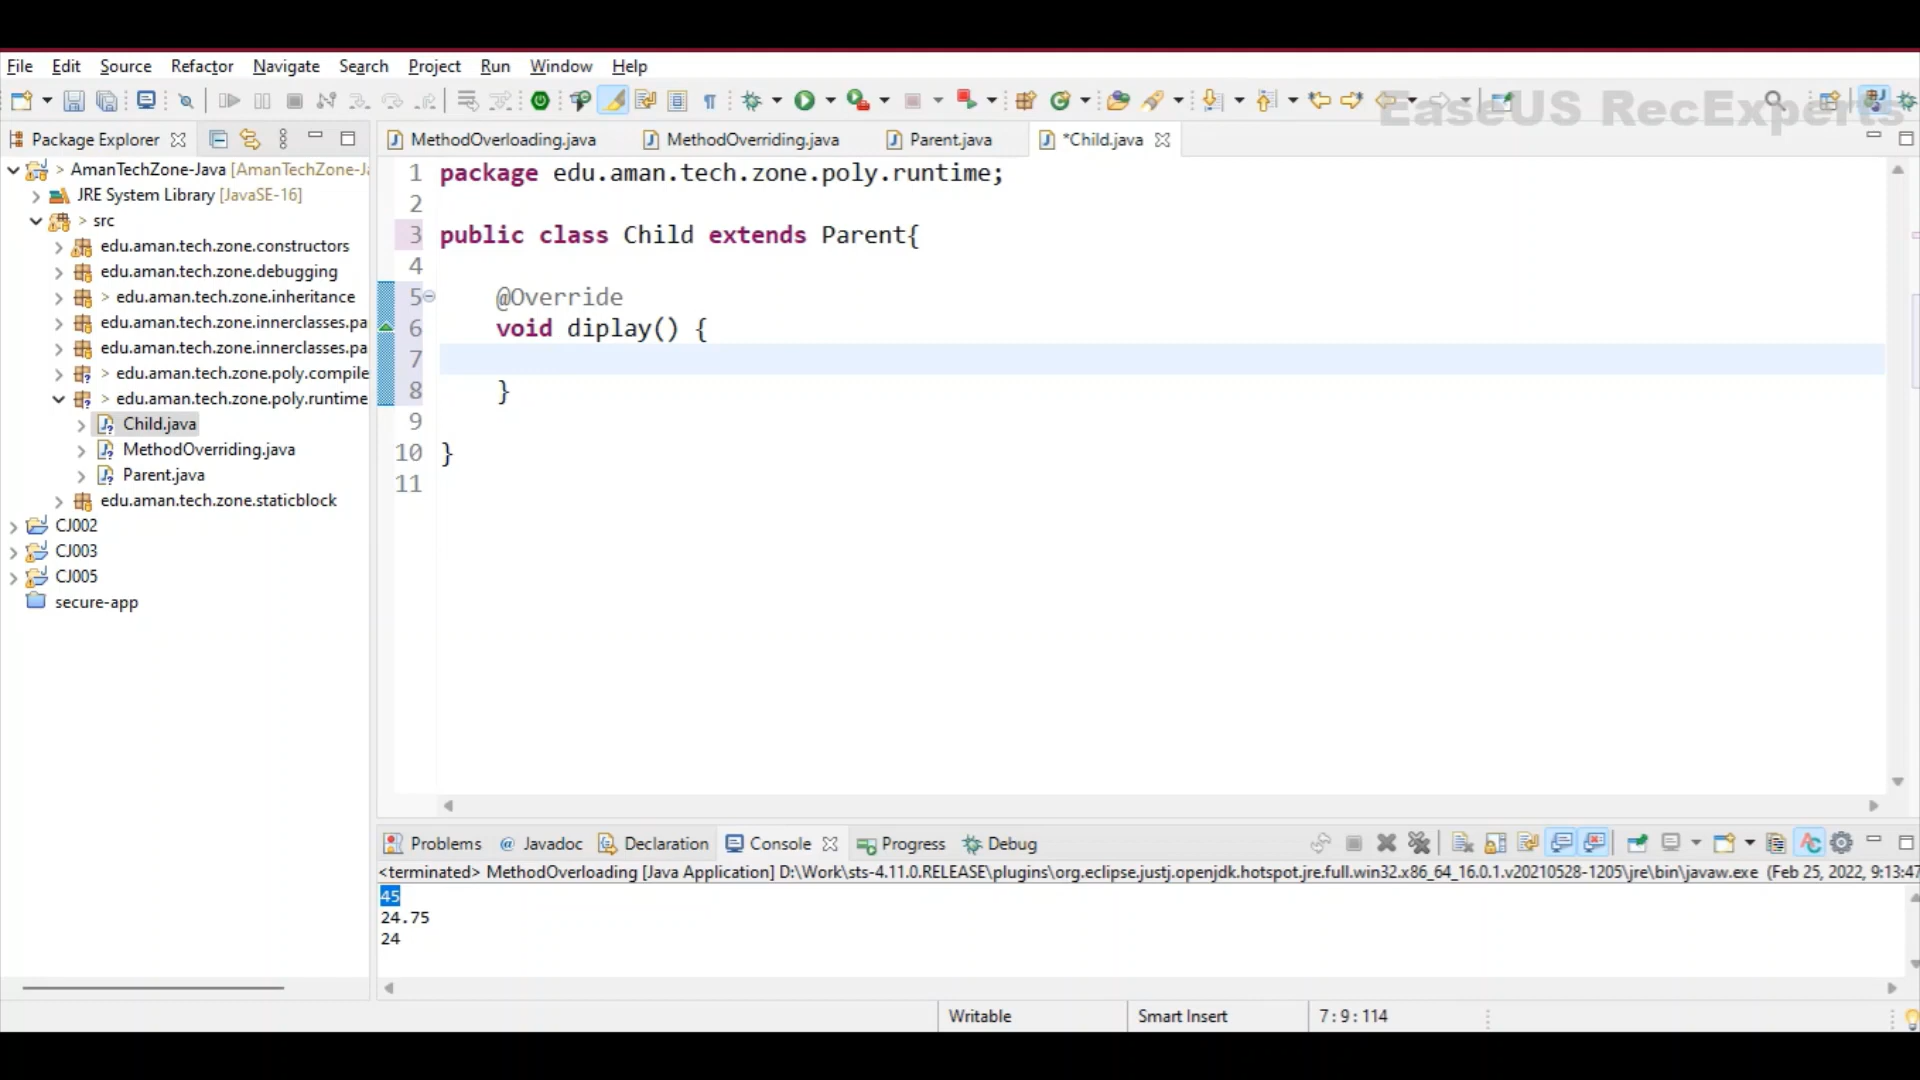 File Edit Source Refactor Navigate Search Project Run Window Help
EaseUS RecExperts
Package Explorer
MethodOverloading.java MethodOverriding.java Parent.java *Child.java
> AmanTechZone-Java [AmanTechZone-J
JRE System Library [JavaSE-16]
> src
edu.aman.tech.zone.constructors
edu.aman.tech.zone.debugging
> edu.aman.tech.zone.inheritance
edu.aman.tech.zone.innerclasses.pa
edu.aman.tech.zone.innerclasses.pa
> edu.aman.tech.zone.poly.compile
> edu.aman.tech.zone.poly.runtime
Child.java
MethodOverriding.java
Parent.java
edu.aman.tech.zone.staticblock
CJ002
CJ003
CJ005
secure-app
1 package edu.aman.tech.zone.poly.runtime;
2
3 public class Child extends Parent{
4
5 @Override
6 void diplay() {
7
8 }
9
10 }
11
Problems @ Javadoc Declaration Console Progress Debug
<terminated> MethodOverloading [Java Application] D:\Work\sts-4.11.0.RELEASE\plugins\org.eclipse.justj.openjdk.hotspot.jre.full.win32.x86_64_16.0.1.v20210528-1205\jre\bin\javaw.exe (Feb 25, 2022, 9:13:47
45
24.75
24
Writable Smart Insert 7 : 9 : 114